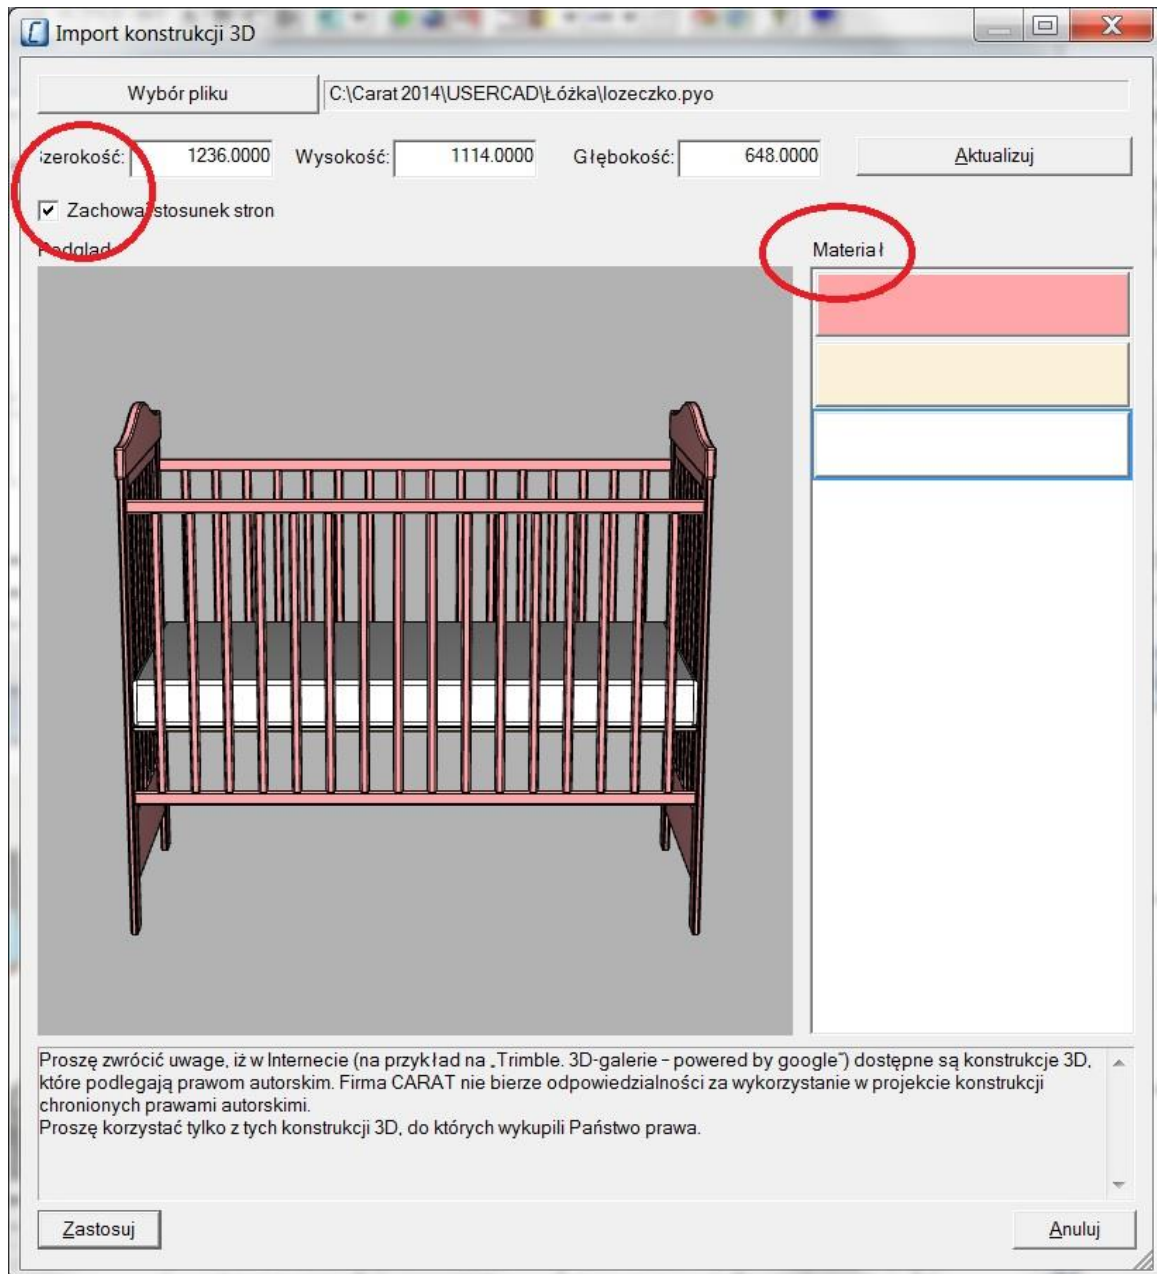 Import konstrukcji 3D
Wybór pliku C:\Carat 2014\USERCAD\Łóżka\lozeczko.pyo
Szerokość: 1236.0000 Wysokość: 1114.0000 Głębokość: 648.0000 Aktualizuj
Zachowaj stosunek stron
Podgląd Materiał
Proszę zwrócić uwage, iż w Internecie (na przykład na „Trimble. 3D-galerie – powered by google") dostępne są konstrukcje 3D,
które podlegają prawom autorskim. Firma CARAT nie bierze odpowiedzialności za wykorzystanie w projekcie konstrukcji
chronionych prawami autorskimi.
Proszę korzystać tylko z tych konstrukcji 3D, do których wykupili Państwo prawa.
Zastosuj Anuluj